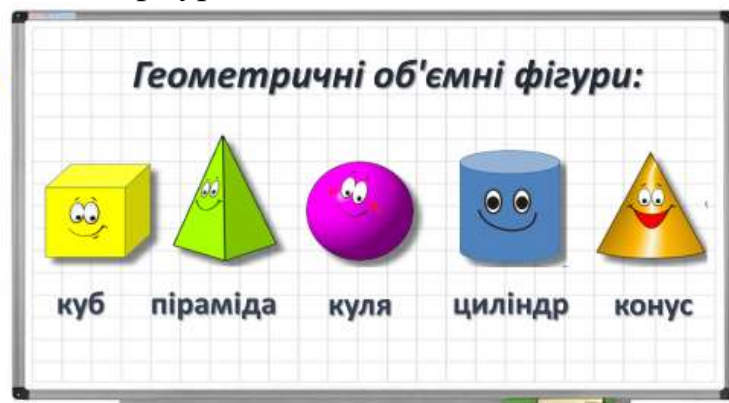 Геометричні об'ємні фігури:
куб піраміда куля циліндр конус